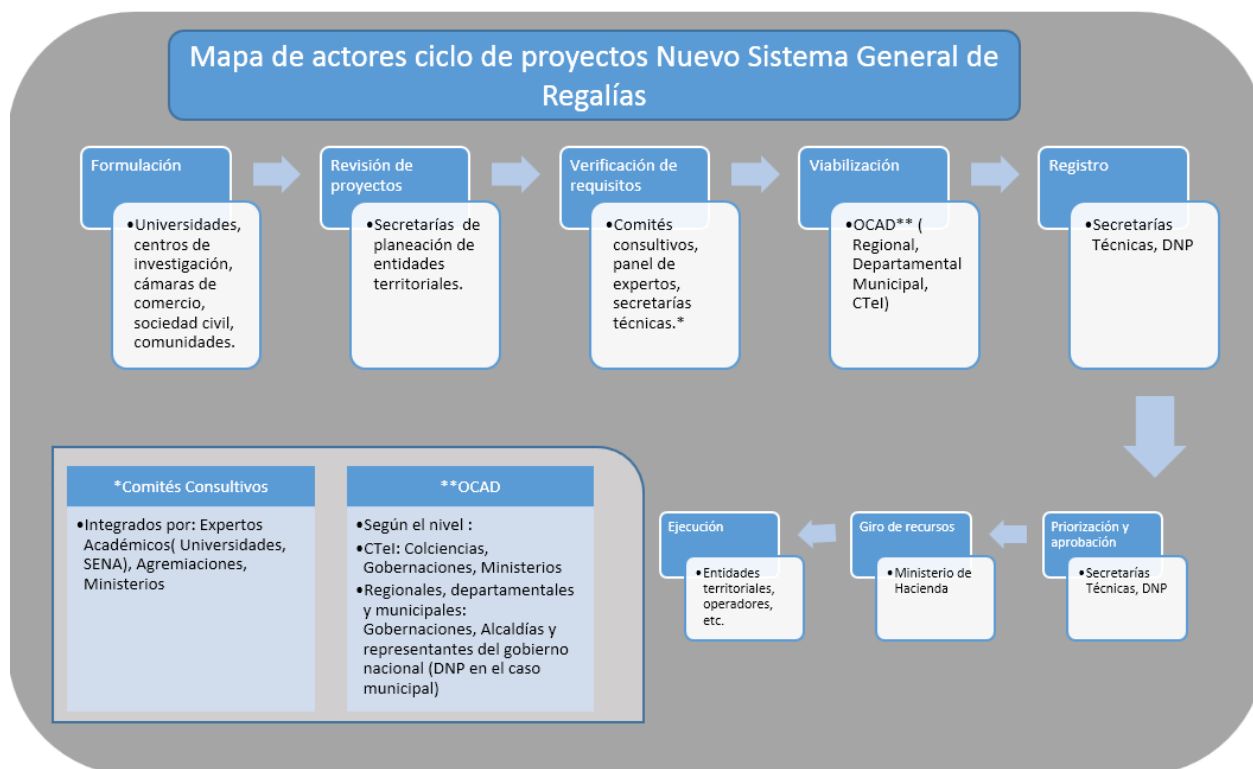 Mapa de actores ciclo de proyectos Nuevo Sistema General de
Regalías
Formulación
•Universidades,
centros de
investigación,
cámaras de
comercio,
sociedad civil,
comunidades.
Revisión de
proyectos
•Secretarías de
planeación de
entidades
territoriales.
Verificación de
requisitos
•Comités
consultivos,
panel de
expertos,
secretarías
técnicas.*
Viabilización
•OCAD** (
Regional,
Departamental
Municipal,
CTeI)
Registro
•Secretarías
Técnicas, DNP
Priorización y
aprobación
•Secretarías
Técnicas, DNP
Giro de recursos
•Ministerio de
Hacienda
Ejecución
•Entidades
territoriales,
operadores,
etc.
*Comités Consultivos
•Integrados por: Expertos
Académicos( Universidades,
SENA), Agremiaciones,
Ministerios
**OCAD
•Según el nivel :
•CTeI: Colciencias,
Gobernaciones, Ministerios
•Regionales, departamentales
y municipales:
Gobernaciones, Alcaldías y
representantes del gobierno
nacional (DNP en el caso
municipal)